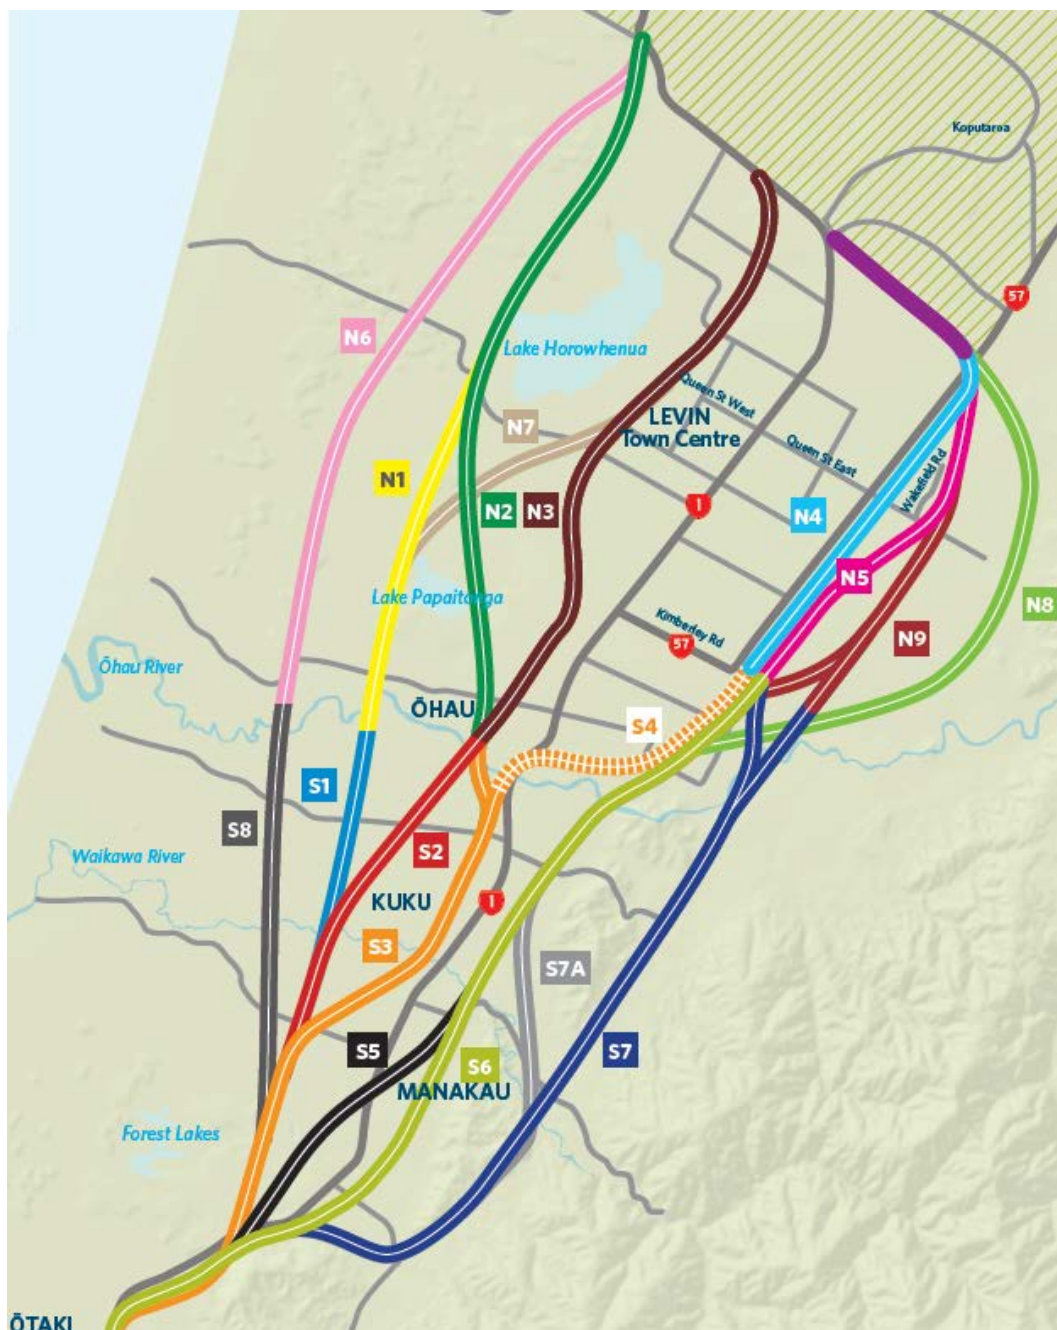 Koputaroa
57
N6
Lake Horowhenua
Queen St West
LEVIN
Town Centre
N7
Queen St East
Wakefield Rd
N1
1
N2
N3
N4
N5
Lake Papaitonga
N8
Kimberley Rd
57
N9
Ōhau River
ŌHAU
S4
S1
S8
S2
Waikawa River
KUKU
1
S3
S7A
S5
S6
S7
MANAKAU
Forest Lakes
ŌTAKI